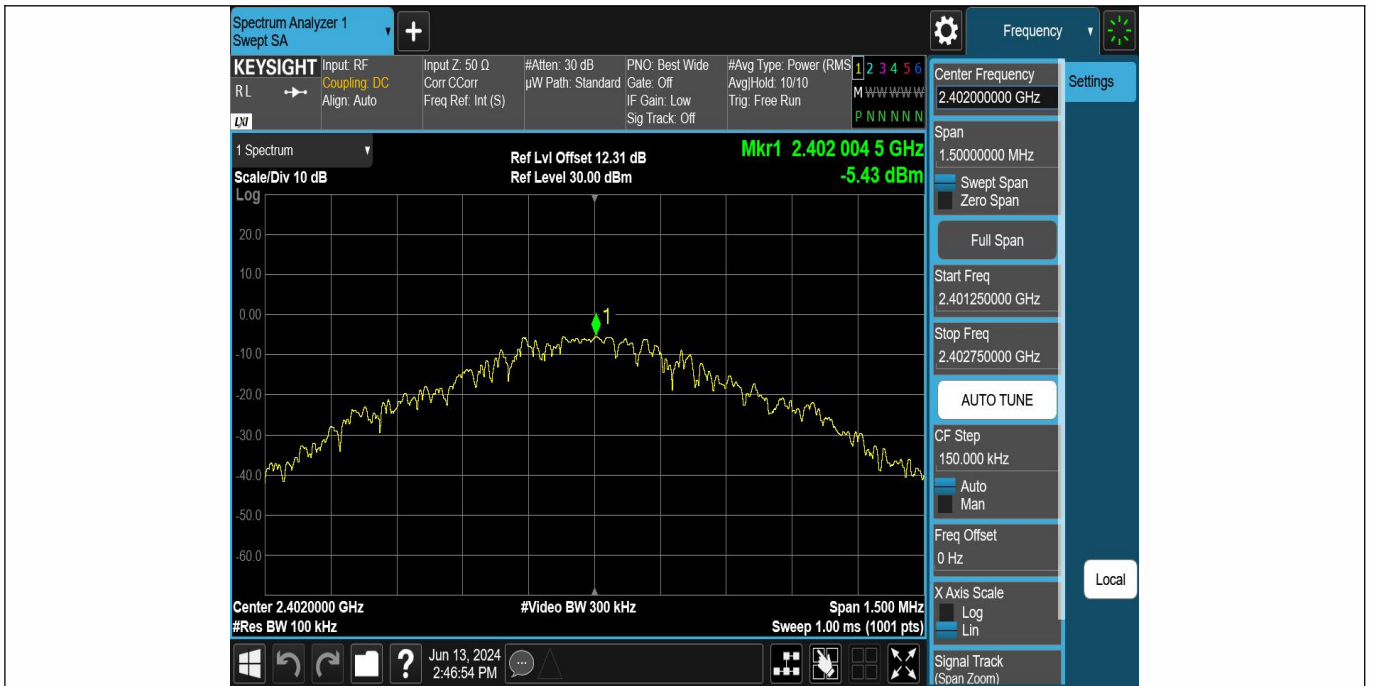 Spectrum Analyzer 1
Swept SA
Frequency
KEYSIGHT
RL
LXI
Input: RF
Coupling: DC
Align: Auto
Input Z: 50 Ω
Corr CCorr
Freq Ref: Int (S)
#Atten: 30 dB
µW Path: Standard
PNO: Best Wide
Gate: Off
IF Gain: Low
Sig Track: Off
#Avg Type: Power (RMS
Avg|Hold: 10/10
Trig: Free Run
1 2 3 4 5 6
M W W W W W
P N N N N N
1 Spectrum
Scale/Div 10 dB
Log
Ref Lvl Offset 12.31 dB
Ref Level 30.00 dBm
Mkr1 2.402 004 5 GHz
-5.43 dBm
20.0
10.0
0.00
-10.0
-20.0
-30.0
-40.0
-50.0
-60.0
1
Center 2.4020000 GHz
#Res BW 100 kHz
#Video BW 300 kHz
Span 1.500 MHz
Sweep 1.00 ms (1001 pts)
Jun 13, 2024
2:46:54 PM
Center Frequency
2.402000000 GHz
Span
1.50000000 MHz
Swept Span
Zero Span
Full Span
Start Freq
2.401250000 GHz
Stop Freq
2.402750000 GHz
AUTO TUNE
CF Step
150.000 kHz
Auto
Man
Freq Offset
0 Hz
X Axis Scale
Log
Lin
Signal Track
(Span Zoom)
Settings
Local